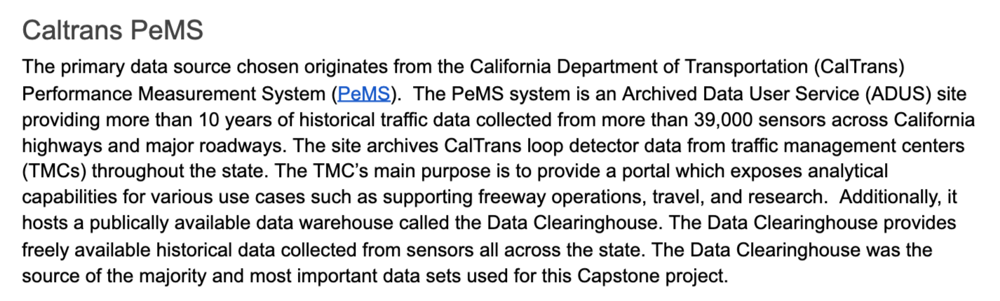 Caltrans PeMS
The primary data source chosen originates from the California Department of Transportation (CalTrans)
Performance Measurement System (PeMS).  The PeMS system is an Archived Data User Service (ADUS) site
providing more than 10 years of historical traffic data collected from more than 39,000 sensors across California
highways and major roadways. The site archives CalTrans loop detector data from traffic management centers
(TMCs) throughout the state. The TMC’s main purpose is to provide a portal which exposes analytical
capabilities for various use cases such as supporting freeway operations, travel, and research.  Additionally, it
hosts a publically available data warehouse called the Data Clearinghouse. The Data Clearinghouse provides
freely available historical data collected from sensors all across the state. The Data Clearinghouse was the
source of the majority and most important data sets used for this Capstone project.